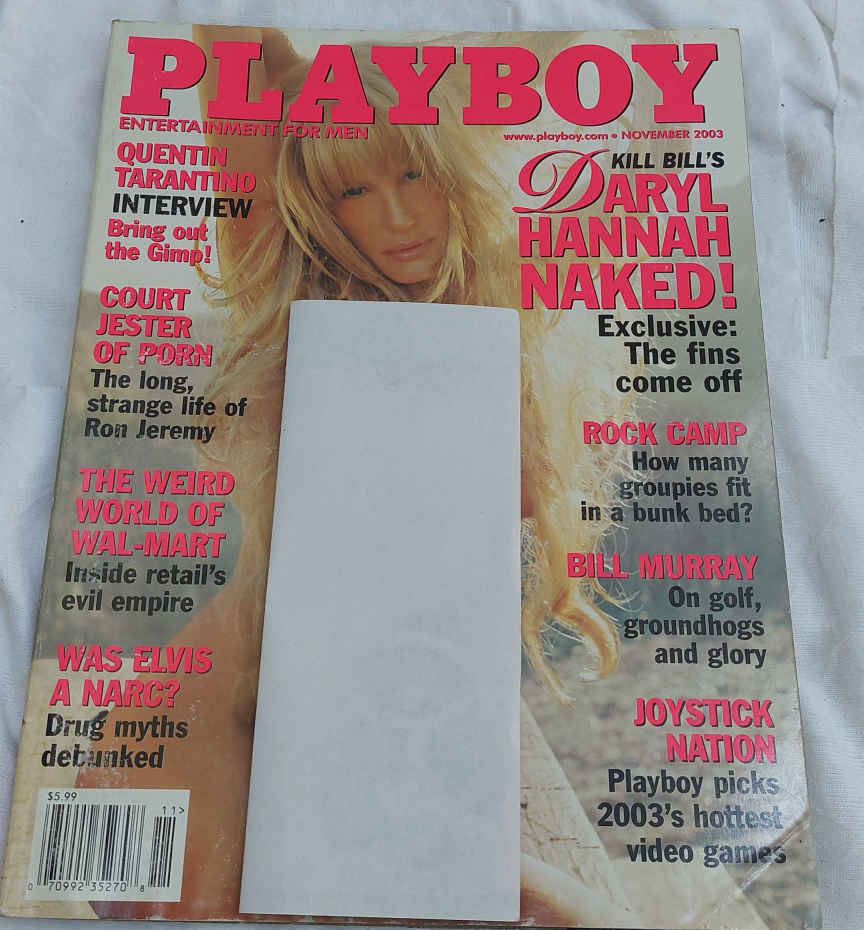 PLAYBOY
ENTERTAINMENT FOR MEN
www.playboy.com • NOVEMBER 2003
QUENTIN
TARANTINO
INTERVIEW
Bring out
the Gimp!
COURT
JESTER
OF PORN
The long,
strange life of
Ron Jeremy
THE WEIRD
WORLD OF
WAL-MART
Inside retail's
evil empire
WAS ELVIS
A NARC?
Drug myths
debunked
$5.99
11>
0 70992 35270 8
KILL BILL'S
DARYL
HANNAH
NAKED!
Exclusive:
The fins
come off
ROCK CAMP
How many
groupies fit
in a bunk bed?
BILL MURRAY
On golf,
groundhogs
and glory
JOYSTICK
NATION
Playboy picks
2003's hottest
video games